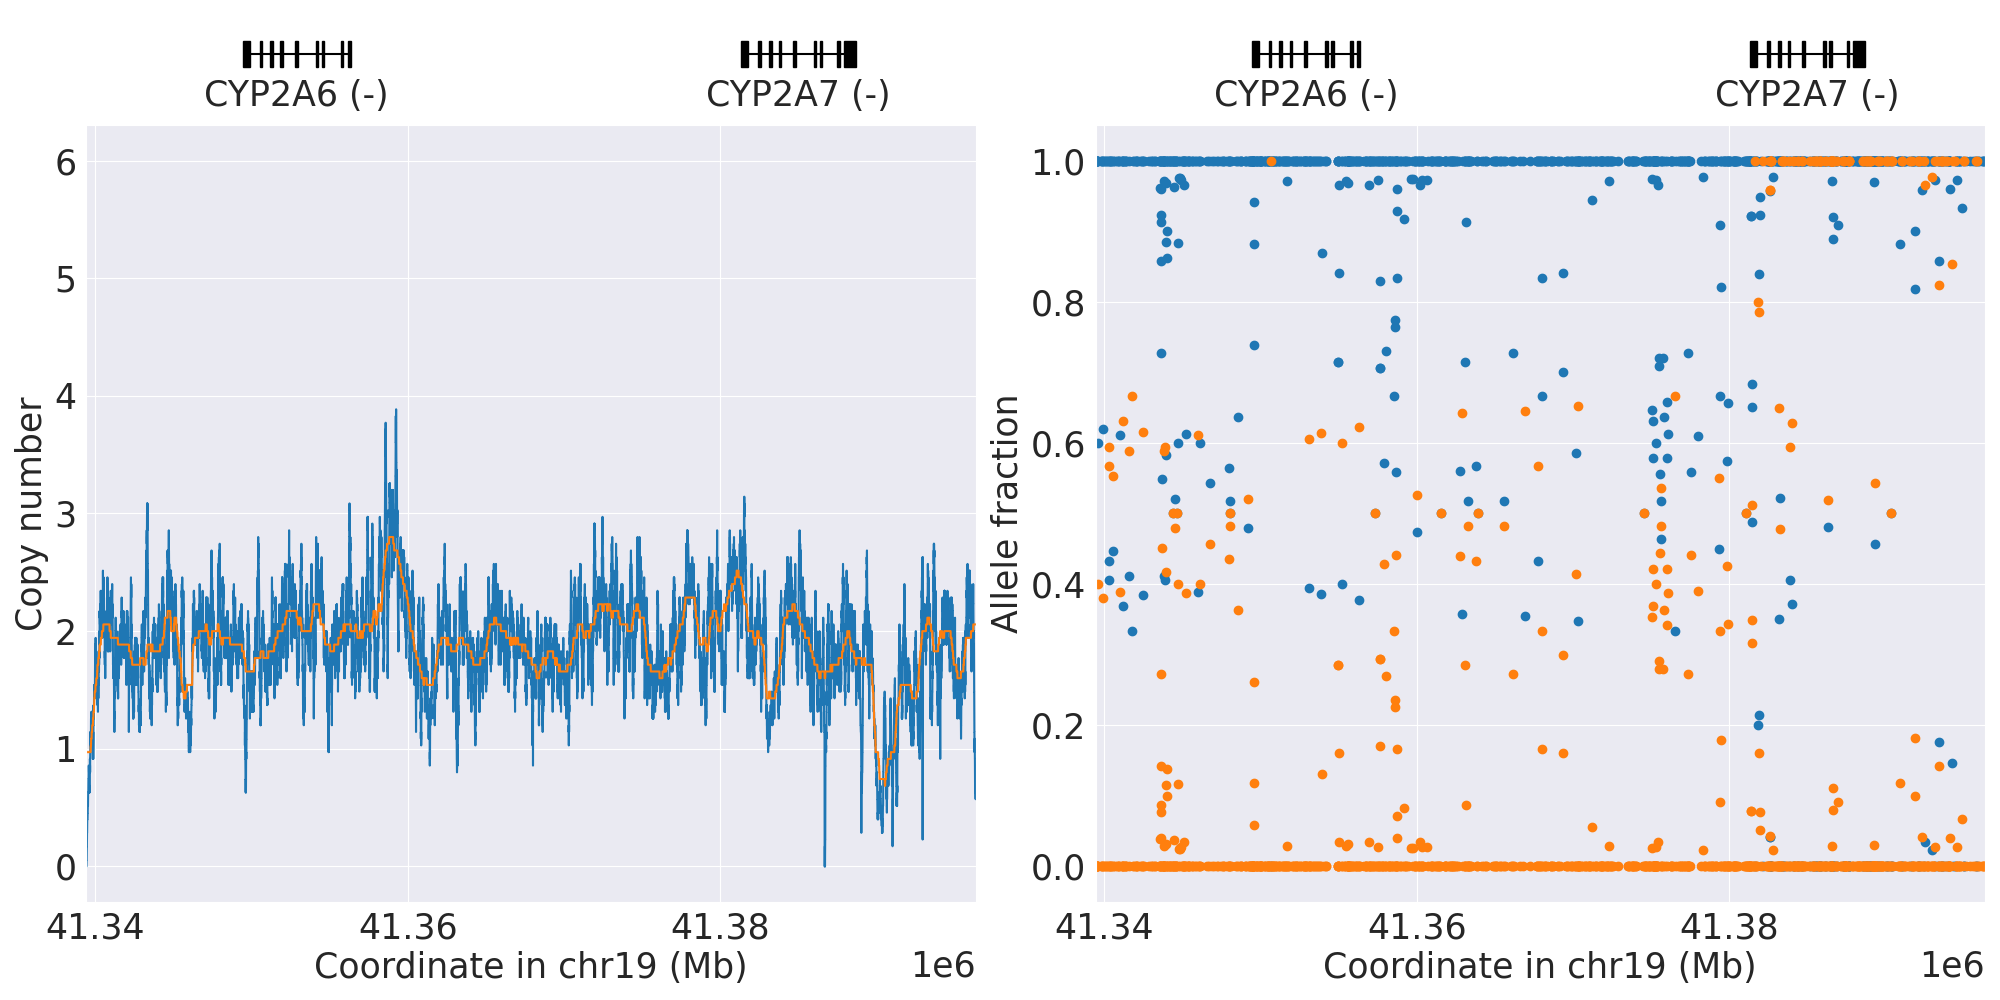 CYP2A6 (-)
CYP2A7 (-)
6
5
4
3
2
1
0
Copy number
41.34
41.36
41.38
Coordinate in chr19 (Mb)
1e6
CYP2A6 (-)
CYP2A7 (-)
1.0
0.8
0.6
0.4
0.2
0.0
Allele fraction
41.34
41.36
41.38
Coordinate in chr19 (Mb)
1e6